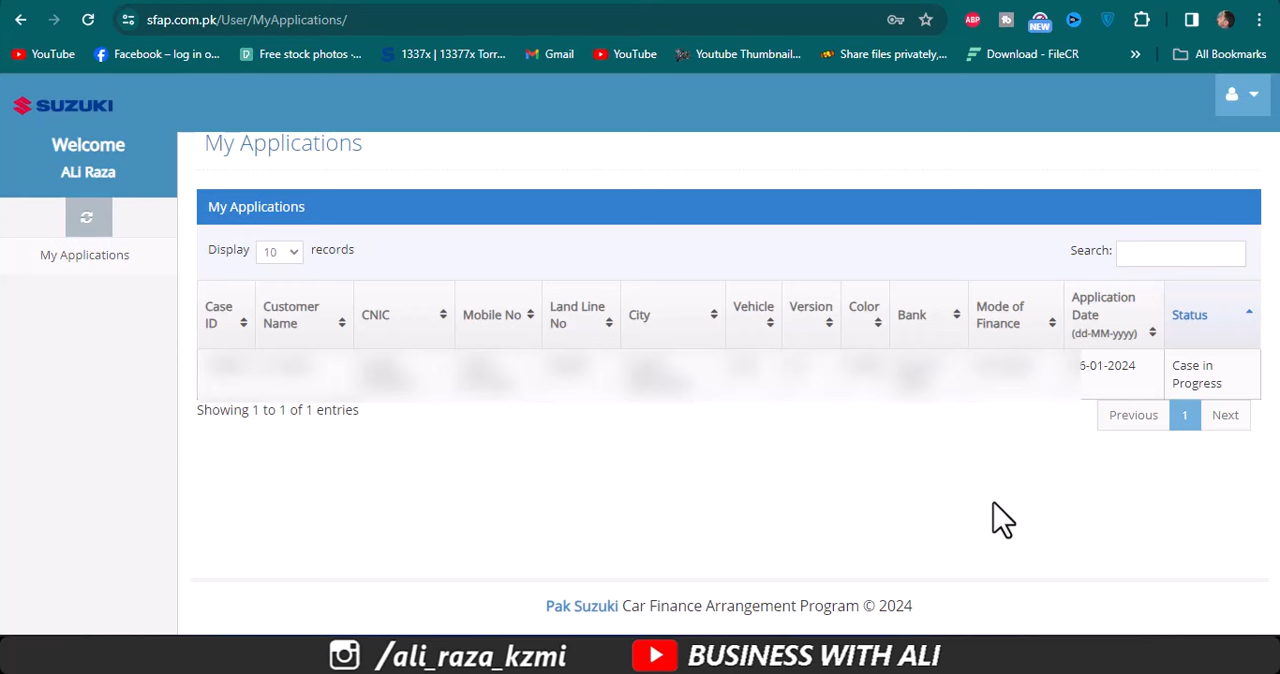 sfap.com.pk/User/MyApplications/
ABP
NEW
YouTube
Facebook – log in o...
Free stock photos -...
1337x | 13377x Torr...
Gmail
YouTube
Youtube Thumbnail...
Share files privately,...
Download - FileCR
»
All Bookmarks
SUZUKI
Welcome
ALi Raza
My Applications
My Applications
My Applications
Display 10 records
Search:
Case ID
Customer Name
CNIC
Mobile No
Land Line No
City
Vehicle
Version
Color
Bank
Mode of Finance
Application Date (dd-MM-yyyy)
Status
6-01-2024
Case in Progress
Showing 1 to 1 of 1 entries
Previous 1 Next
Pak Suzuki Car Finance Arrangement Program © 2024
/ali_raza_kzmi
BUSINESS WITH ALI